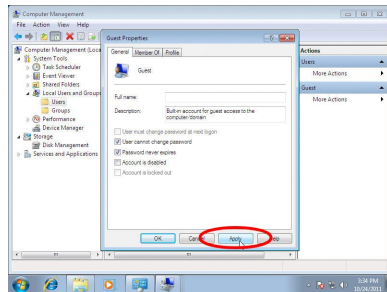 Computer Management
File Action View Help
Computer Management (Loca
System Tools
Task Scheduler
Event Viewer
Shared Folders
Local Users and Groups
Users
Groups
Performance
Device Manager
Storage
Disk Management
Services and Applications
Guest Properties
General Member Of Profile
Guest
Full name:
Description: Built-in account for guest access to the
computer/domain
User must change password at next logon
User cannot change password
Password never expires
Account is disabled
Account is locked out
OK Cancel Apply Help
Actions
Users
More Actions
Guest
More Actions
3:34 PM
10/24/2011